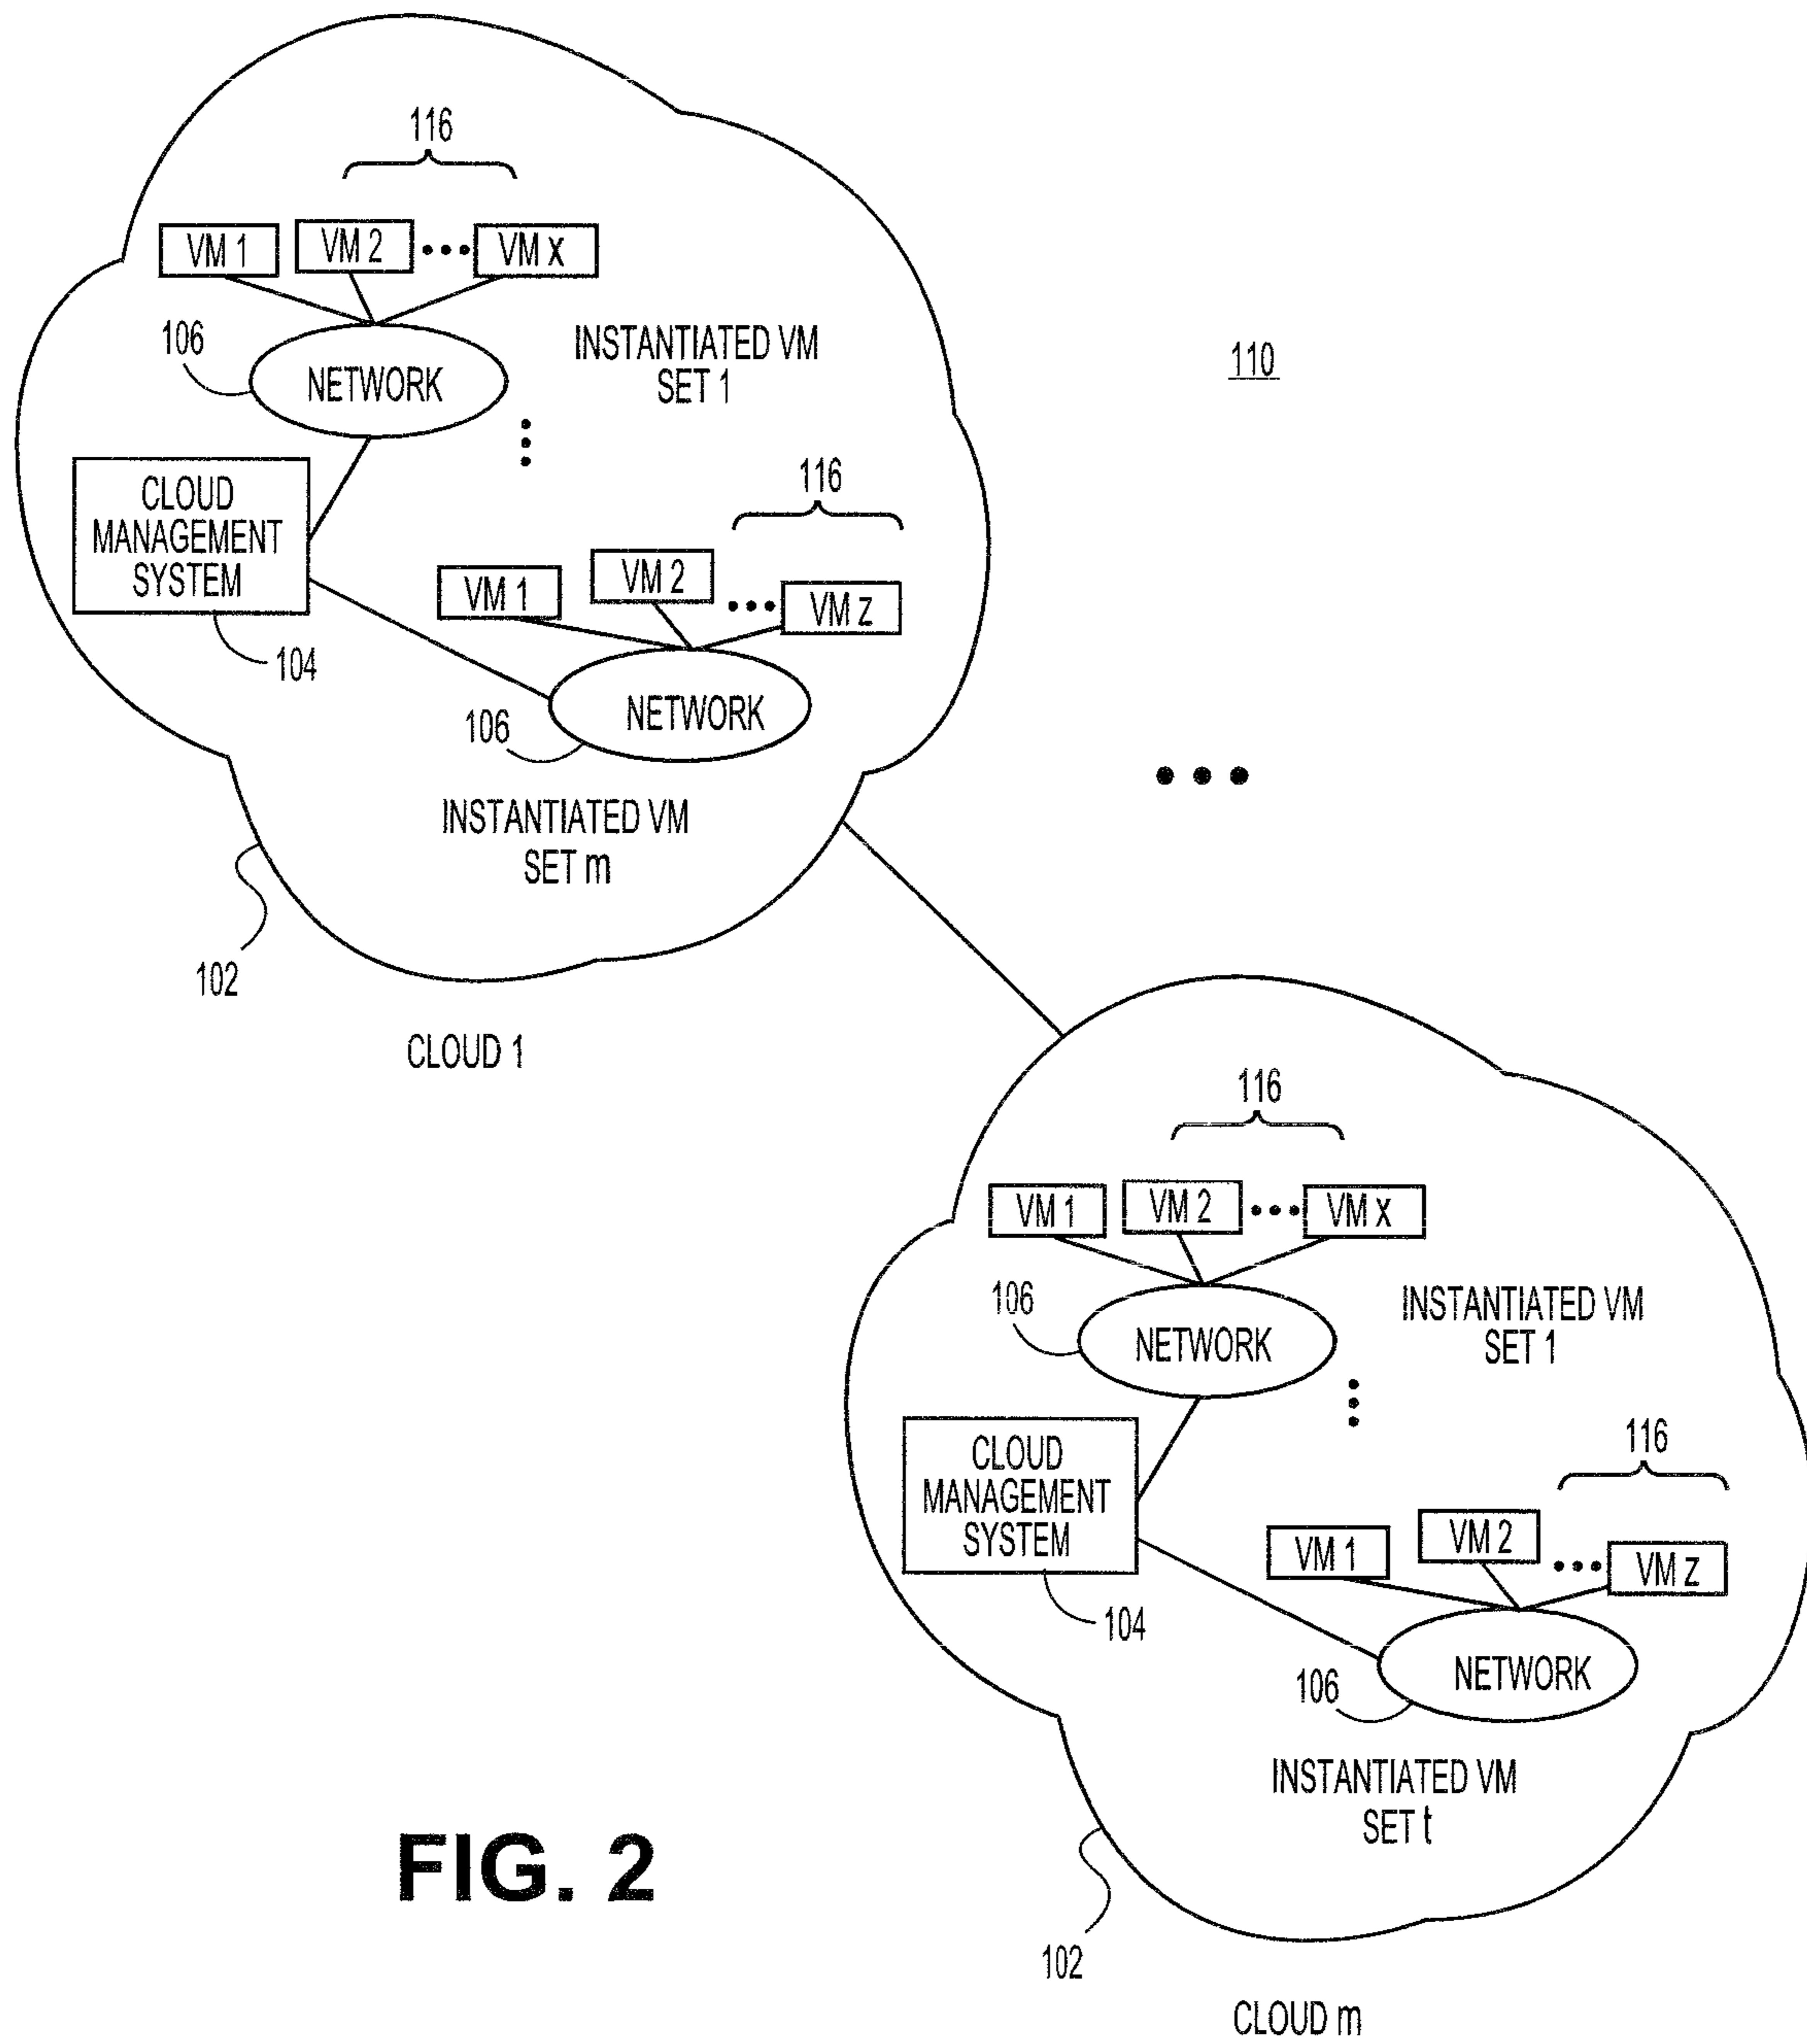 116
VM 1
VM 2
VM x
106
NETWORK
INSTANTIATED VM
SET 1
110
CLOUD
MANAGEMENT
SYSTEM
104
116
VM 1
VM 2
VM z
106
NETWORK
INSTANTIATED VM
SET m
102
CLOUD 1
116
VM 1
VM 2
VM x
106
NETWORK
INSTANTIATED VM
SET 1
CLOUD
MANAGEMENT
SYSTEM
104
116
VM 1
VM 2
VM z
106
NETWORK
INSTANTIATED VM
SET t
102
CLOUD m
FIG. 2